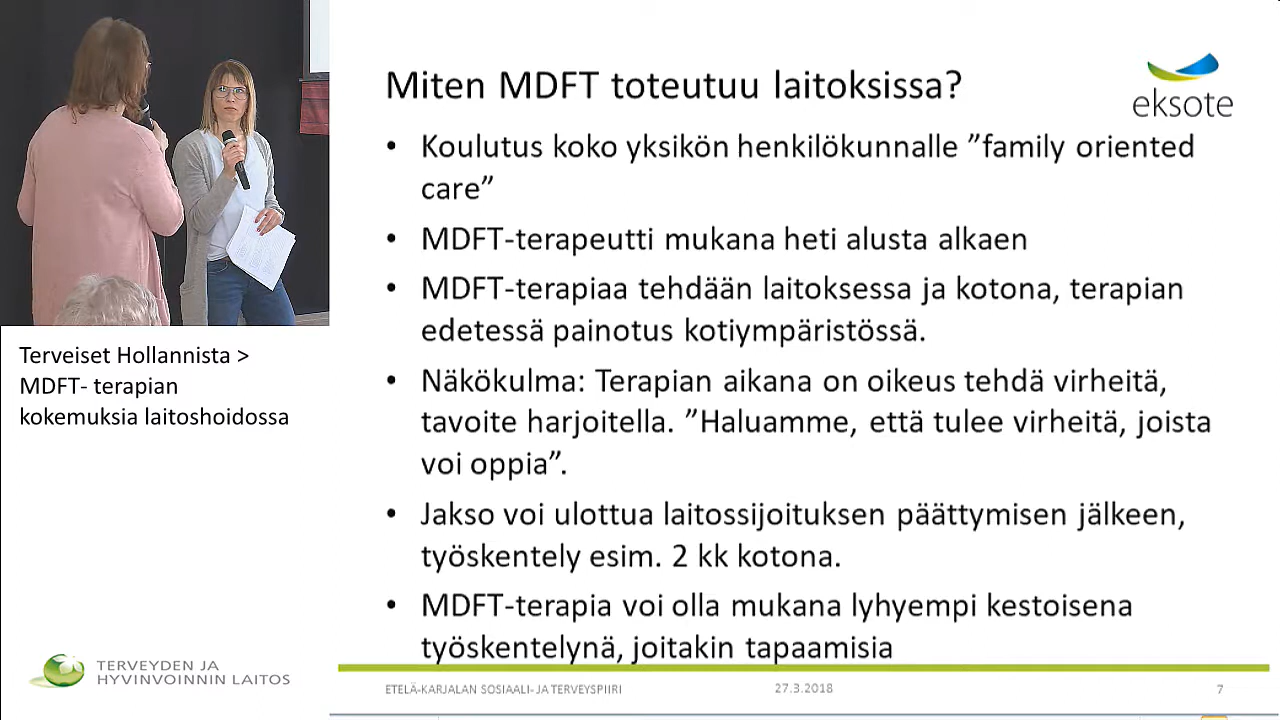 Miten MDFT toteutuu laitoksissa?
eksote
• Koulutus koko yksikön henkilökunnalle ”family oriented
care”
• MDFT-terapeutti mukana heti alusta alkaen
• MDFT-terapiaa tehdään laitoksessa ja kotona, terapian
edetessä painotus kotiympäristössä.
• Näkökulma: Terapian aikana on oikeus tehdä virheitä,
tavoite harjoitella. ”Haluamme, että tulee virheitä, joista
voi oppia”.
• Jakso voi ulottua laitossijoituksen päättymisen jälkeen,
työskentely esim. 2 kk kotona.
• MDFT-terapia voi olla mukana lyhyempi kestoisena
työskentelynä, joitakin tapaamisia
ETELÄ-KARJALAN SOSIAALI- JA TERVEYSPIIRI
27.3.2018
7
Terveiset Hollannista >
MDFT- terapian
kokemuksia laitoshoidossa
TERVEYDEN JA
HYVINVOINNIN LAITOS